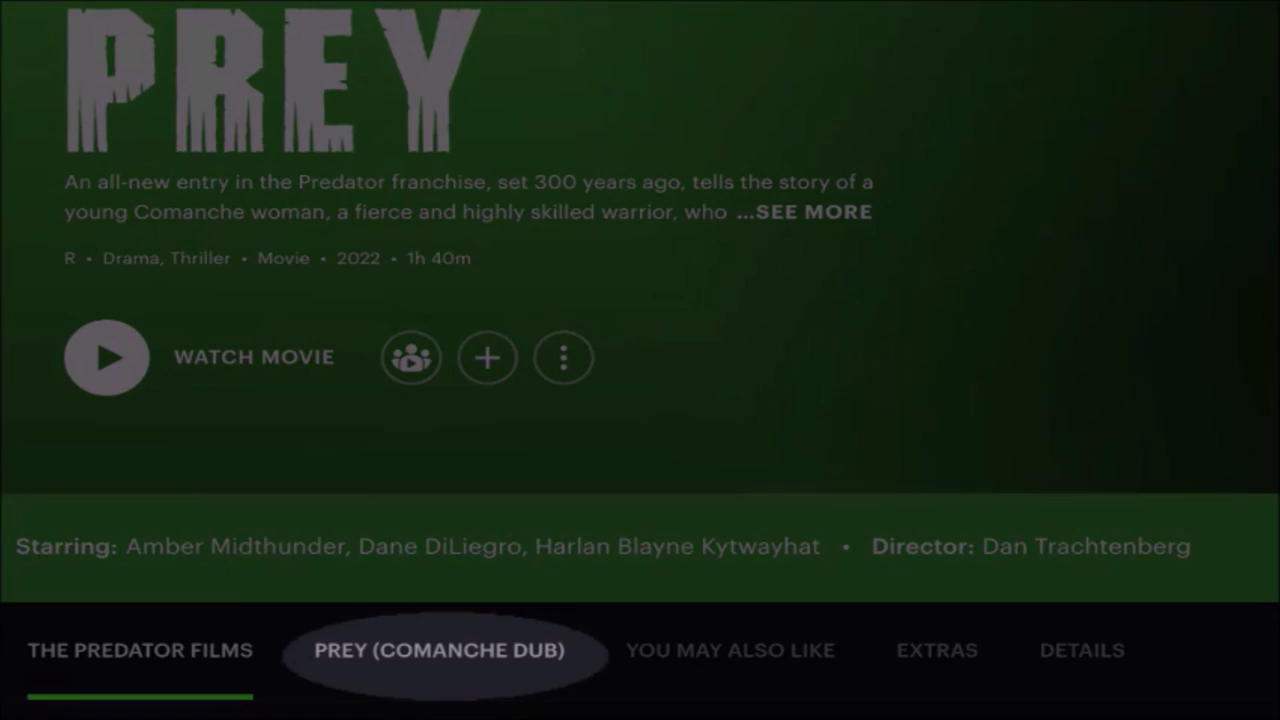 PREY
An all-new entry in the Predator franchise, set 300 years ago, tells the story of a
young Comanche woman, a fierce and highly skilled warrior, who ...SEE MORE
R • Drama, Thriller • Movie • 2022 • 1h 40m
WATCH MOVIE
Starring: Amber Midthunder, Dane DiLiegro, Harlan Blayne Kytwayhat • Director: Dan Trachtenberg
THE PREDATOR FILMS PREY (COMANCHE DUB) YOU MAY ALSO LIKE EXTRAS DETAILS